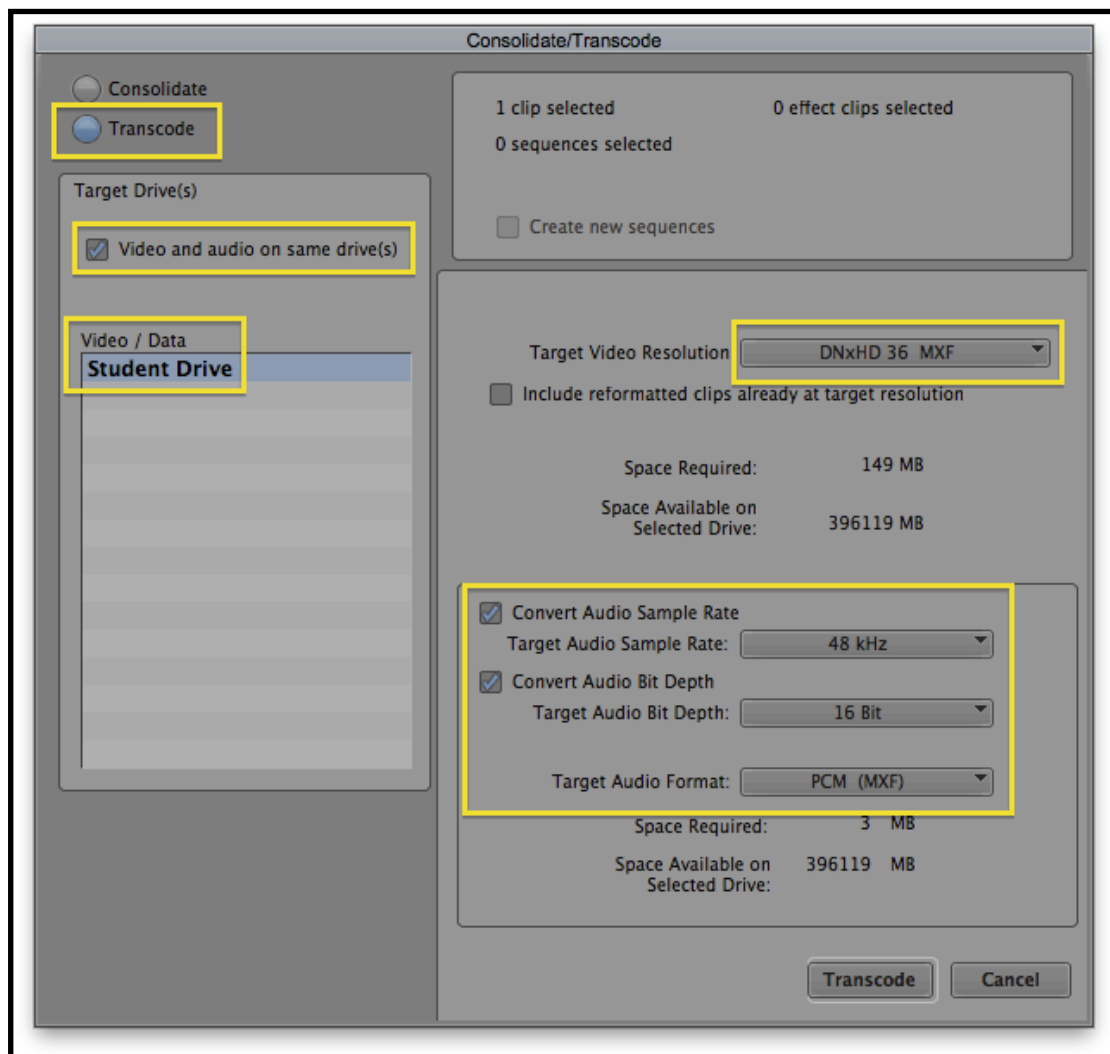 Consolidate/Transcode
Consolidate
Transcode
Target Drive(s)
Video and audio on same drive(s)
Video / Data
Student Drive
1 clip selected
0 effect clips selected
0 sequences selected
Create new sequences
Target Video Resolution DNxHD 36 MXF
Include reformatted clips already at target resolution
Space Required: 149 MB
Space Available on
Selected Drive: 396119 MB
Convert Audio Sample Rate
Target Audio Sample Rate: 48 kHz
Convert Audio Bit Depth
Target Audio Bit Depth: 16 Bit
Target Audio Format: PCM (MXF)
Space Required: 3 MB
Space Available on 396119 MB
Selected Drive:
Transcode Cancel